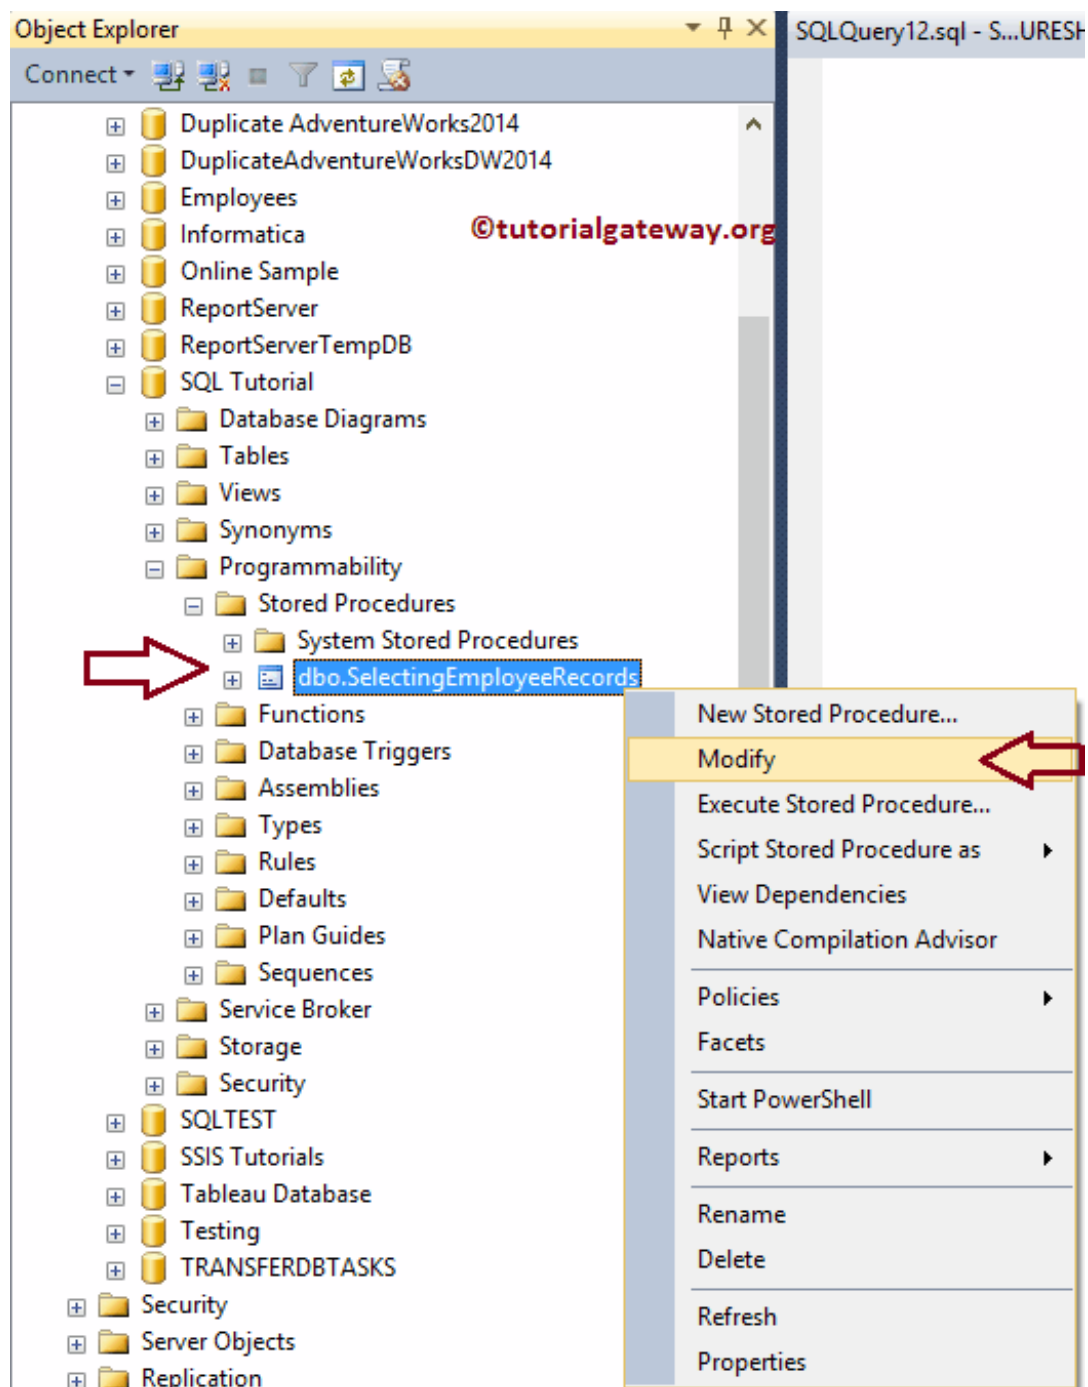 Object Explorer
SQLQuery12.sql - S...URESH
Connect
Duplicate AdventureWorks2014
DuplicateAdventureWorksDW2014
Employees
©tutorialgateway.org
Informatica
Online Sample
ReportServer
ReportServerTempDB
SQL Tutorial
Database Diagrams
Tables
Views
Synonyms
Programmability
Stored Procedures
System Stored Procedures
dbo.SelectingEmployeeRecords
Functions
Database Triggers
Assemblies
Types
Rules
Defaults
Plan Guides
Sequences
Service Broker
Storage
Security
SQLTEST
SSIS Tutorials
Tableau Database
Testing
TRANSFERDBTASKS
Security
Server Objects
Replication
New Stored Procedure...
Modify
Execute Stored Procedure...
Script Stored Procedure as
View Dependencies
Native Compilation Advisor
Policies
Facets
Start PowerShell
Reports
Rename
Delete
Refresh
Properties